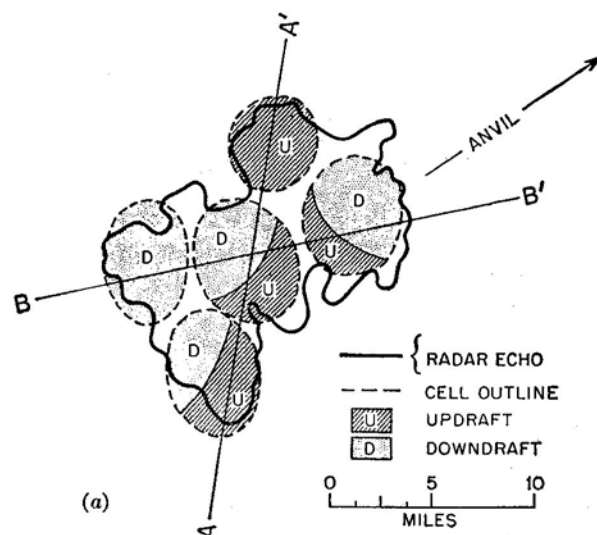 A'
ANVIL
U
D
B'
D
D
U
U
B
D
U
RADAR ECHO
CELL OUTLINE
U UPDRAFT
D DOWNDRAFT
0 5 10
MILES
(a)
A